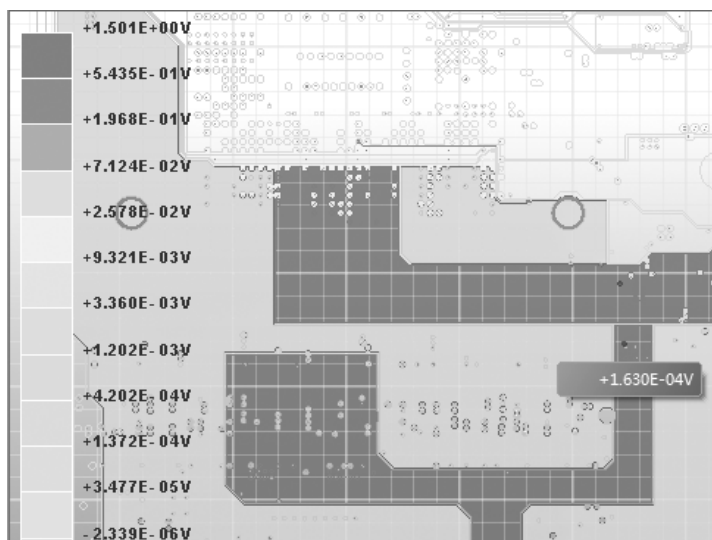 +1.501E+00V
+5.435E-01V
+1.968E-01V
+7.124E-02V
+2.578E-02V
+9.321E-03V
+3.360E-03V
+1.202E-03V
+1.630E-04V
+4.202E-04V
+1.372E-04V
+3.477E-05V
-2.339E-06V